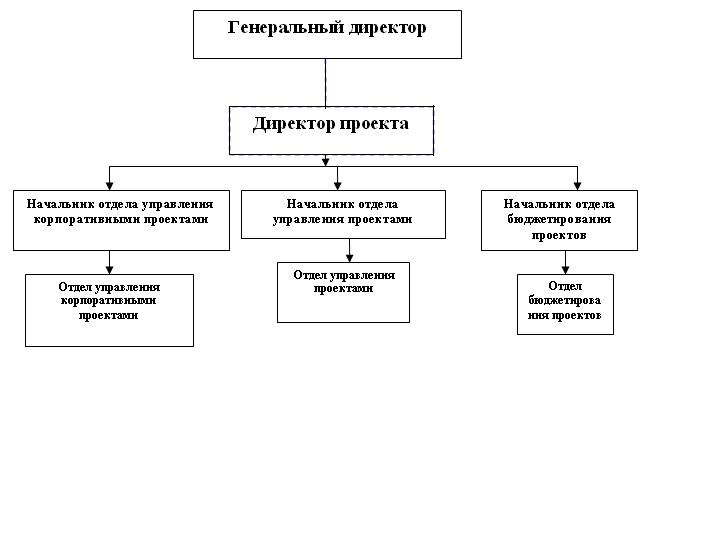 Генеральный директор
Директор проекта
Начальник отдела управления
корпоративными проектами
Начальник отдела
управления проектами
Начальник отдела
бюджетирования
проектов
Отдел управления
корпоративными
проектами
Отдел управления
проектами
Отдел
бюджетирова
ния проектов